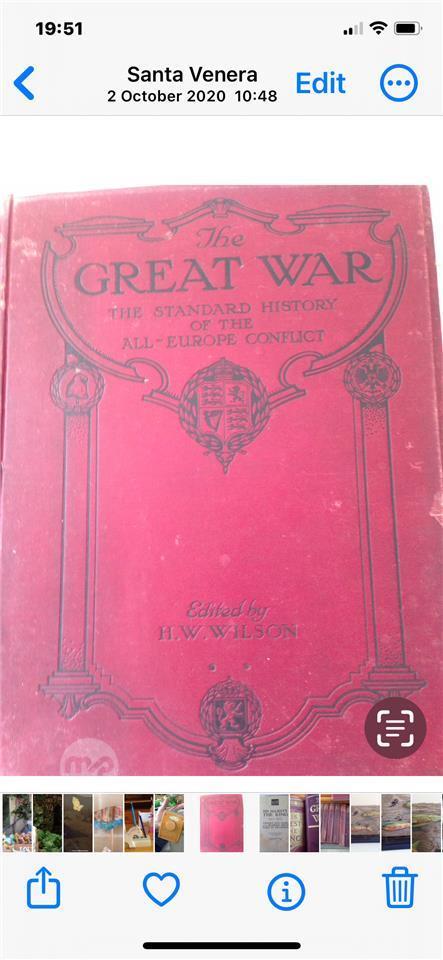 19:51
Santa Venera
2 October 2020 10:48
Edit
The
GREAT WAR
THE STANDARD HISTORY
OF THE
ALL-EUROPE CONFLICT
Edited by
H.W. WILSON